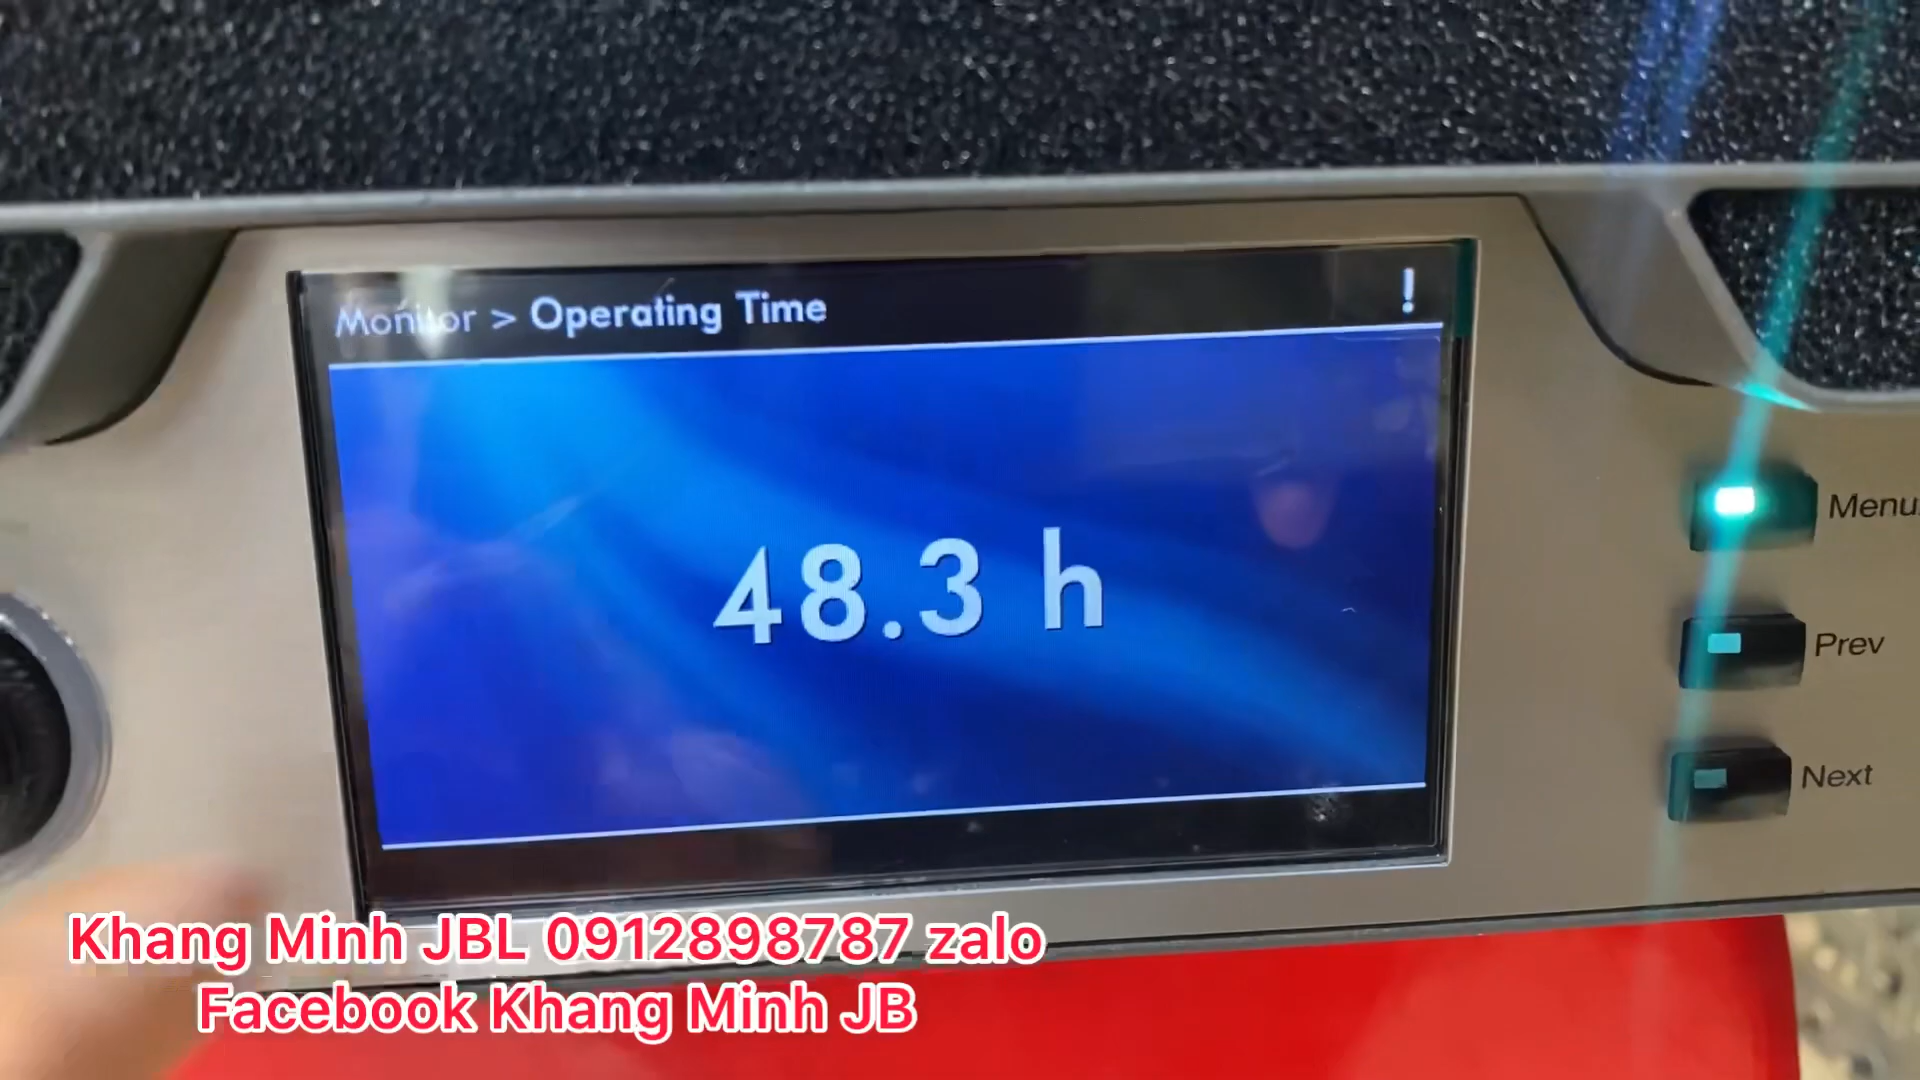 Monitor > Operating Time !
48.3 h
Menu
Prev
Next
Khang Minh JBL 0912898787 zalo
Facebook Khang Minh JB